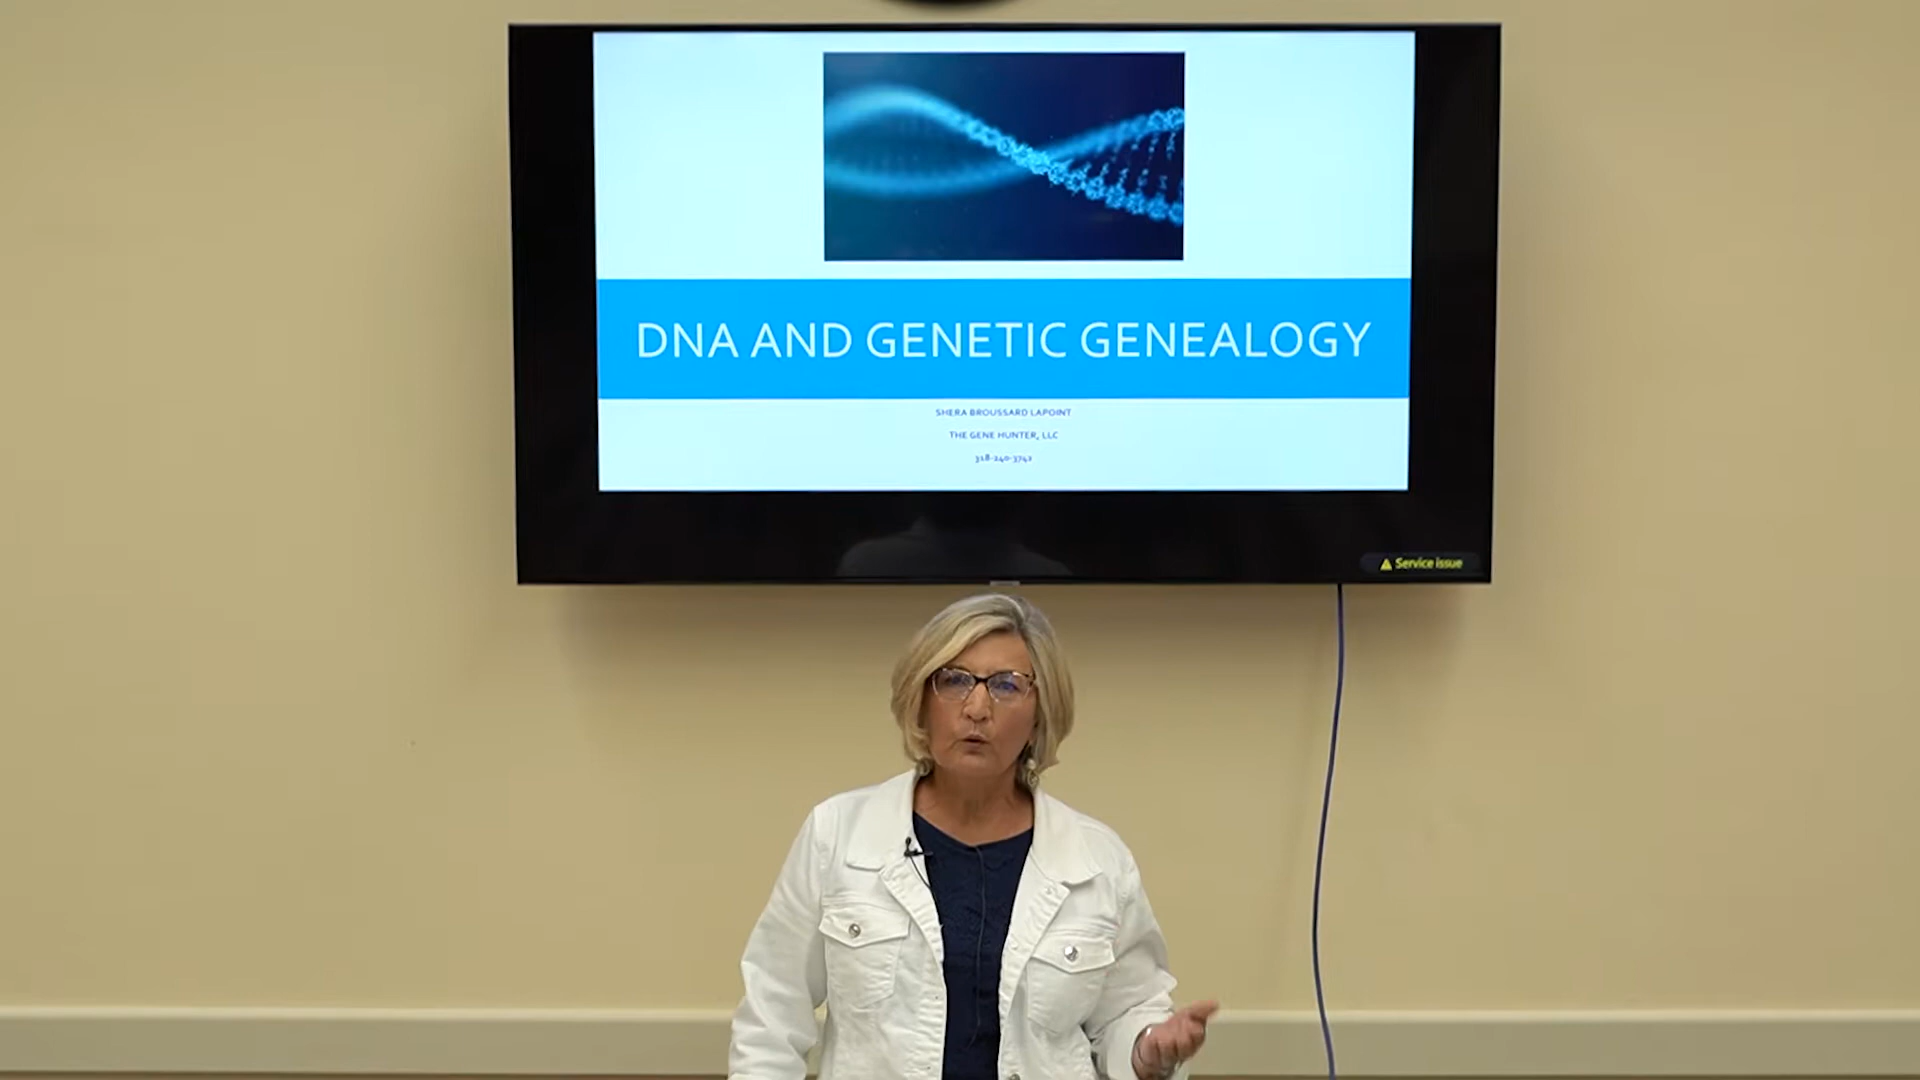 DNA AND GENETIC GENEALOGY
SHERA BROUSSARD LAPOINT
THE GENE HUNTER, LLC
318-240-3742
Service issue